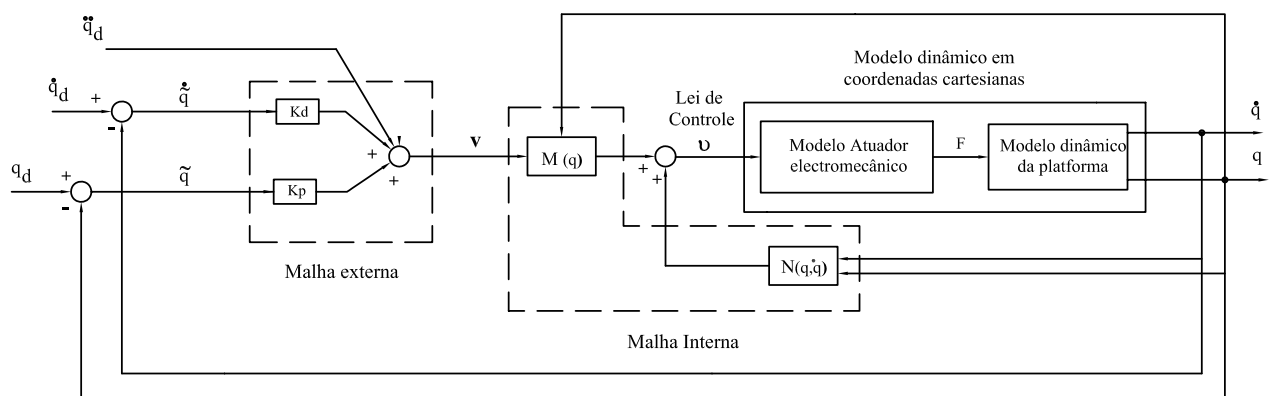 q̈d
Modelo dinâmico em
coordenadas cartesianas
q̇d
+
-
q̃̇
Kd
Lei de
Controle
q̇
+
v
M (q)
+
+
υ
Modelo Atuador
electromecânico
F
Modelo dinâmico
da plataforma
q
qd
+
-
q̃
Kp
+
Malha externa
N(q,q̇)
Malha Interna